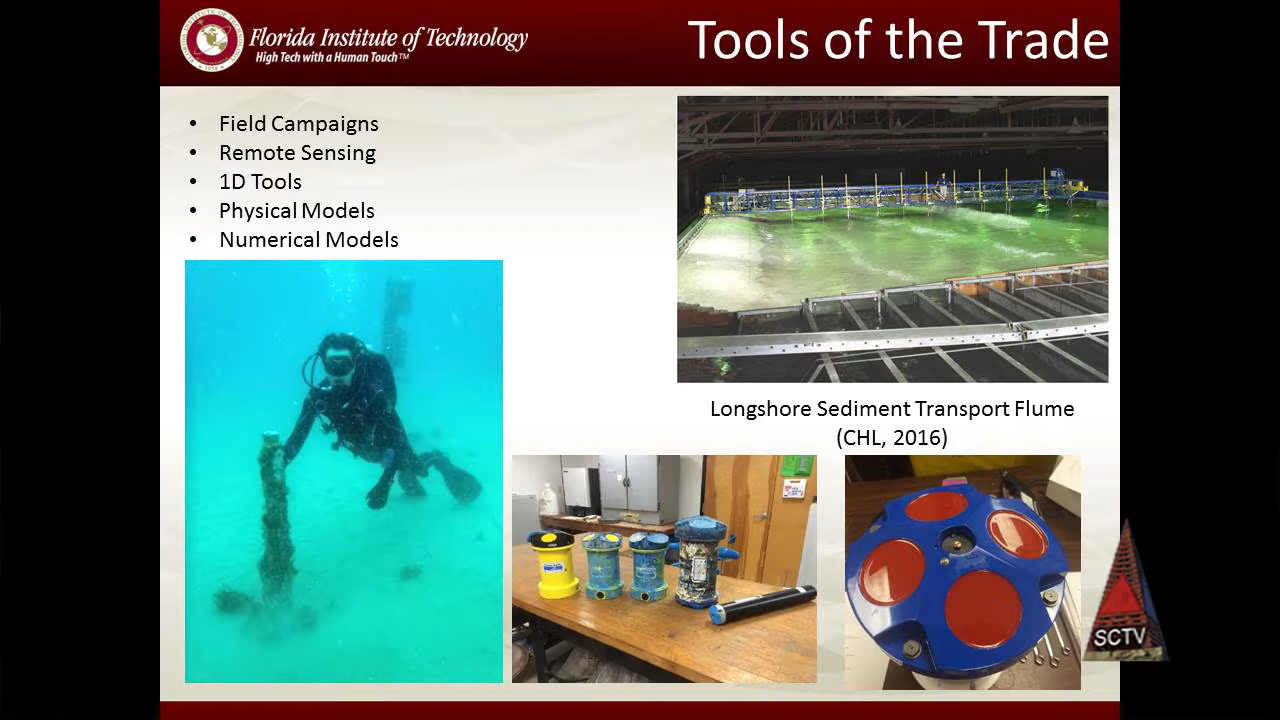 Florida Institute of Technology
High Tech with a Human Touch™
Tools of the Trade
• Field Campaigns
• Remote Sensing
• 1D Tools
• Physical Models
• Numerical Models
Longshore Sediment Transport Flume
(CHL, 2016)
SCTV